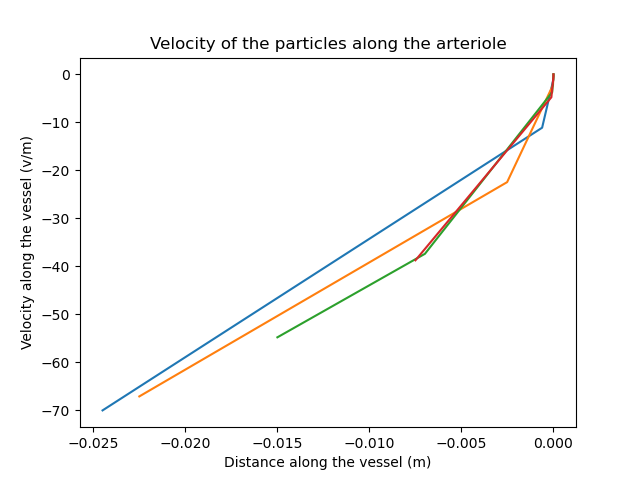 Velocity of the particles along the arteriole
Velocity along the vessel (v/m)
0
−10
−20
−30
−40
−50
−60
−70
−0.025 −0.020 −0.015 −0.010 −0.005 0.000
Distance along the vessel (m)